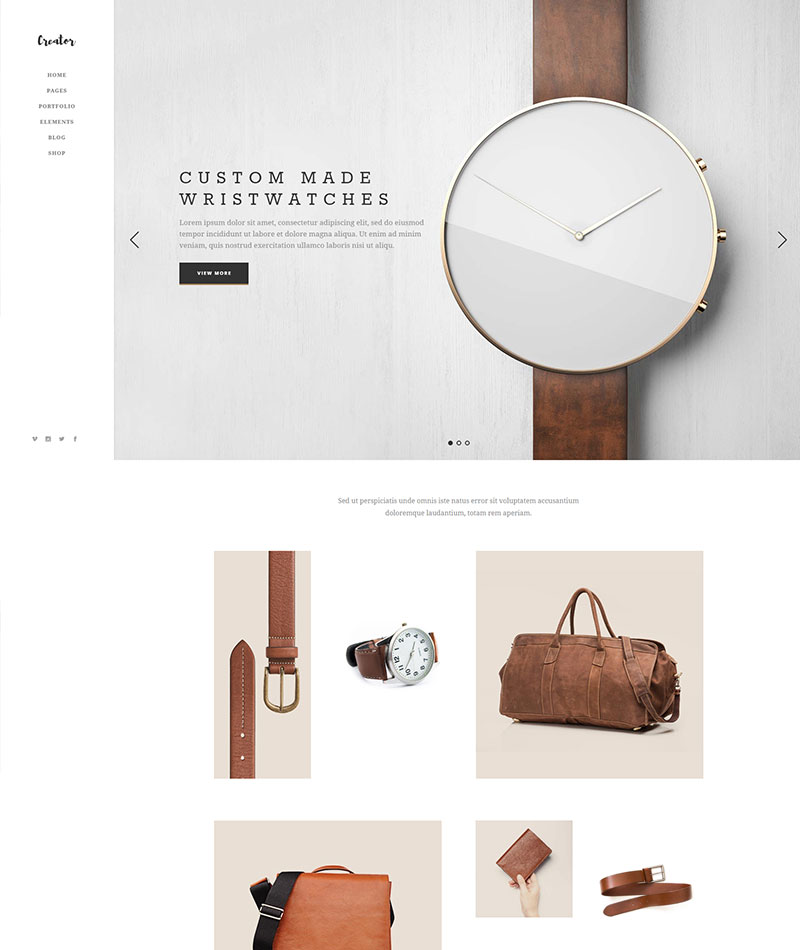 Creator
HOME
PAGES
PORTFOLIO
ELEMENTS
BLOG
SHOP
CUSTOM MADE
WRISTWATCHES
Lorem ipsum dolor sit amet, consectetur adipiscing elit, sed do eiusmod
tempor incididunt ut labore et dolore magna aliqua. Ut enim ad minim
veniam, quis nostrud exercitation ullamco laboris nisi ut aliqu.
VIEW MORE
Sed ut perspiciatis unde omnis iste natus error sit voluptatem accusantium
doloremque laudantium, totam rem aperiam.